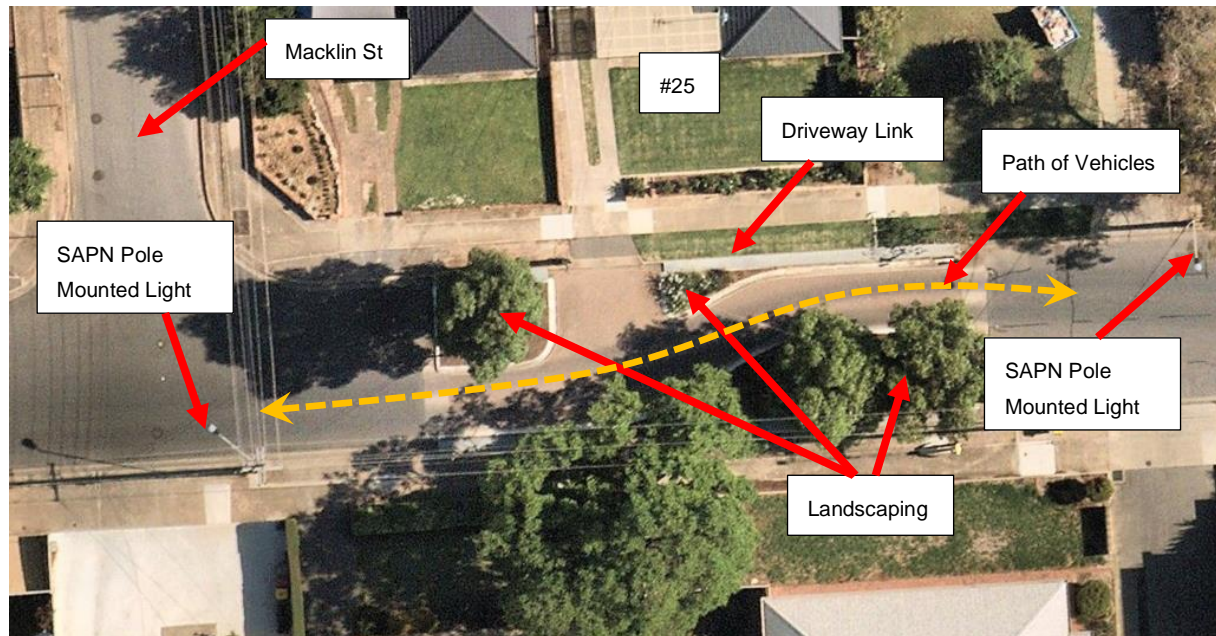 Macklin St
#25
Driveway Link
Path of Vehicles
SAPN Pole
Mounted Light
SAPN Pole
Mounted Light
Landscaping